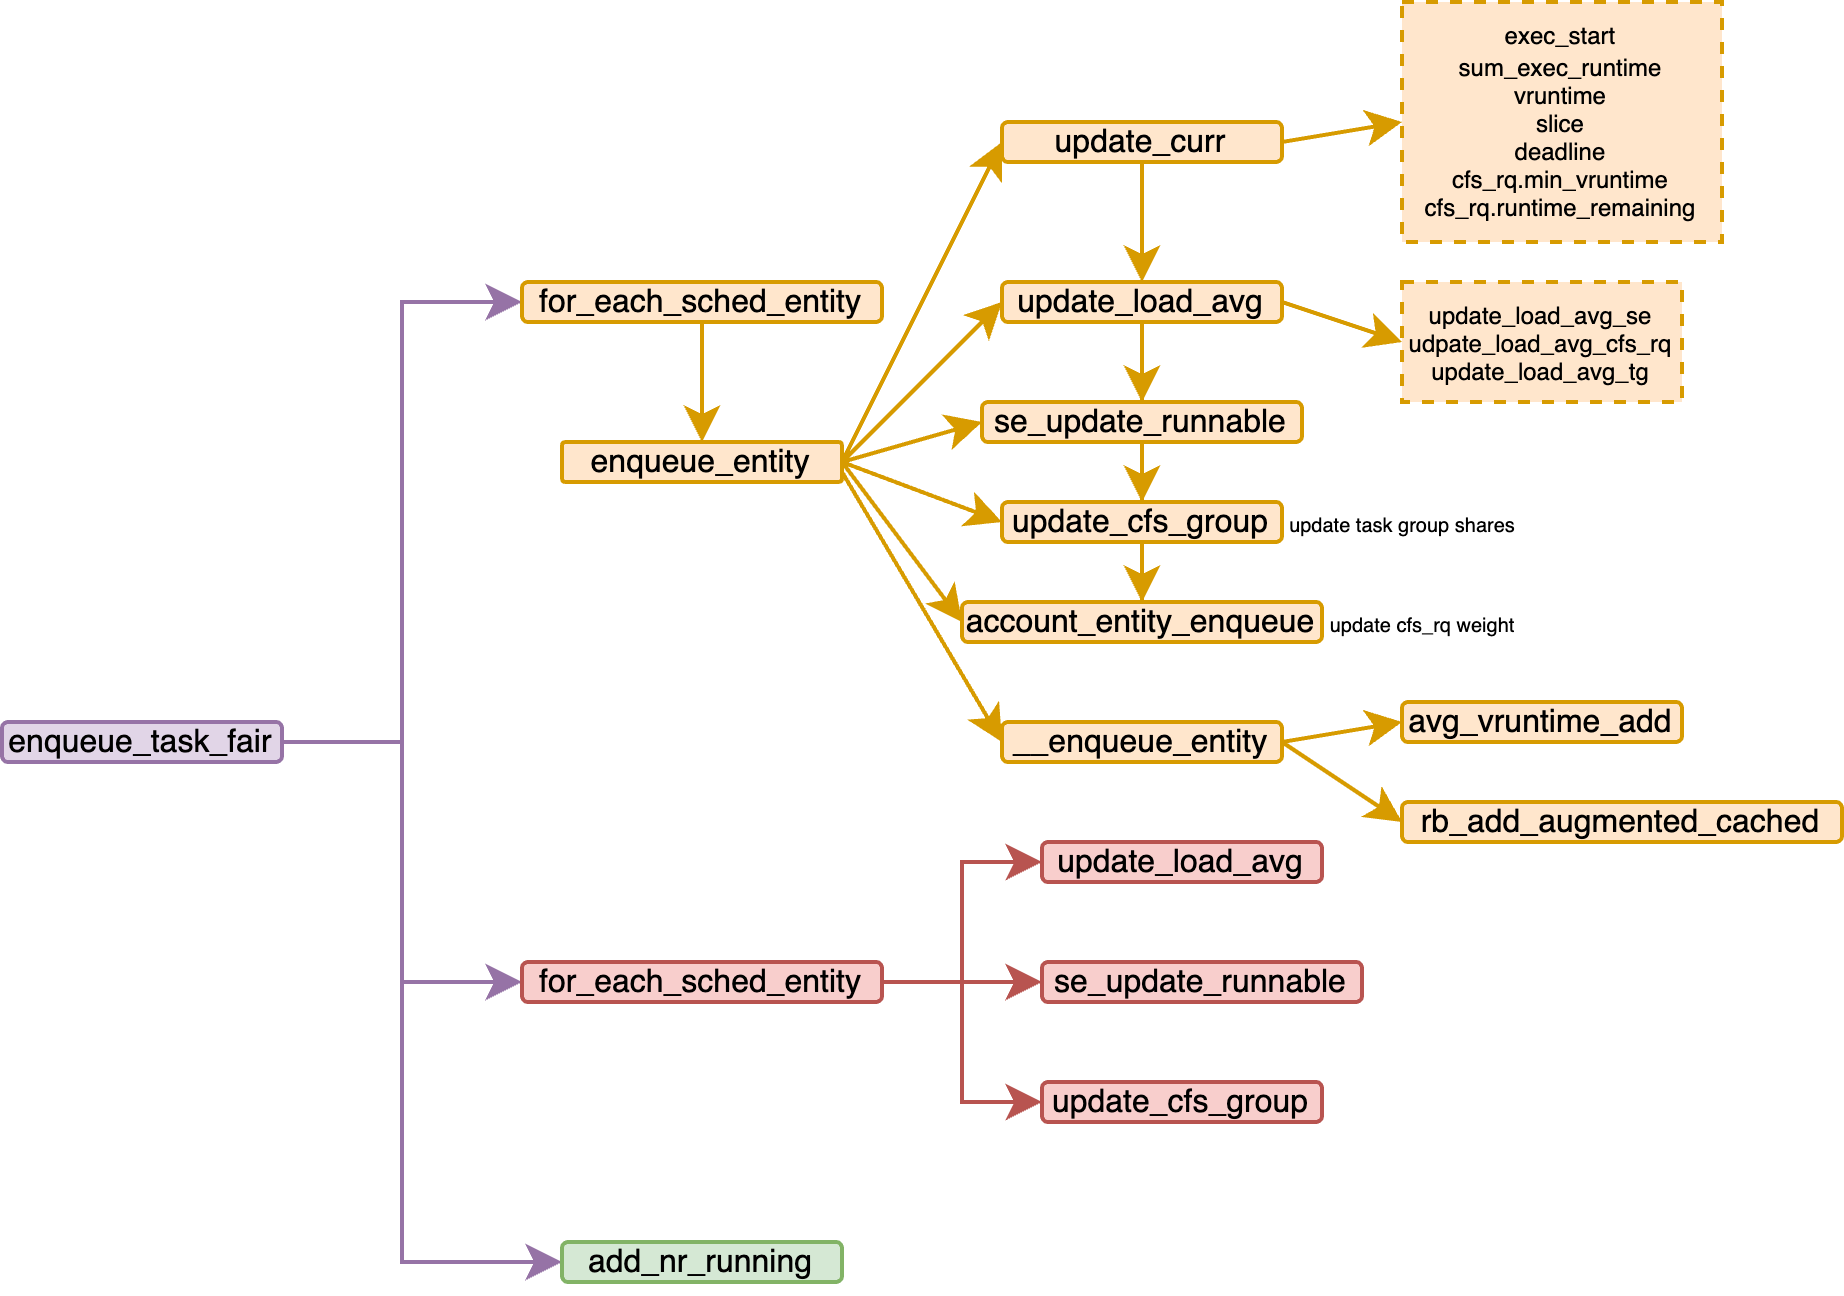 exec_start
sum_exec_runtime
vruntime
slice
deadline
cfs_rq.min_vruntime
cfs_rq.runtime_remaining
update_curr
for_each_sched_entity
update_load_avg
update_load_avg_se
udpate_load_avg_cfs_rq
update_load_avg_tg
se_update_runnable
enqueue_entity
update_cfs_group
update task group shares
account_entity_enqueue
update cfs_rq weight
enqueue_task_fair
__enqueue_entity
avg_vruntime_add
rb_add_augmented_cached
update_load_avg
for_each_sched_entity
se_update_runnable
update_cfs_group
add_nr_running